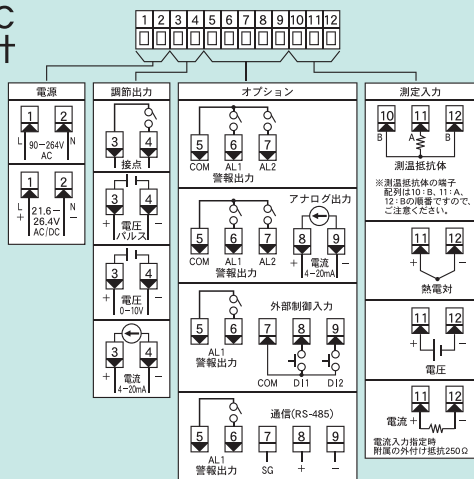 1 2 3 4 5 6 7 8 9 10 11 12
電源
1 2
L 90−264V N
AC
1 2
L N
+ 21.6− −
26.4V
AC/DC
調節出力
3 4
接点
3 4
+ 電圧 −
パルス
3 4
+ 電圧 −
0−10V
3 4
+ 電流 −
4−20mA
オプション
5 6 7
COM AL1 AL2
警報出力
アナログ出力
5 6 7 8 9
COM AL1 AL2 + 電流 −
警報出力 4−20mA
外部制御入力
5 6 7 8 9
AL1
警報出力
COM DI1 DI2
通信(RS-485)
5 6 7 8 9
AL1
警報出力
SG + −
測定入力
10 11 12
B A B
測温抵抗体
※測温抵抗体の端子
配列は10:B、11:A、
12:Bの順番ですので、
ご注意ください。
11 12
+ −
熱電対
11 12
+ −
電圧
11 12
電流 + −
電流入力指定時
附属の外付け抵抗250Ω